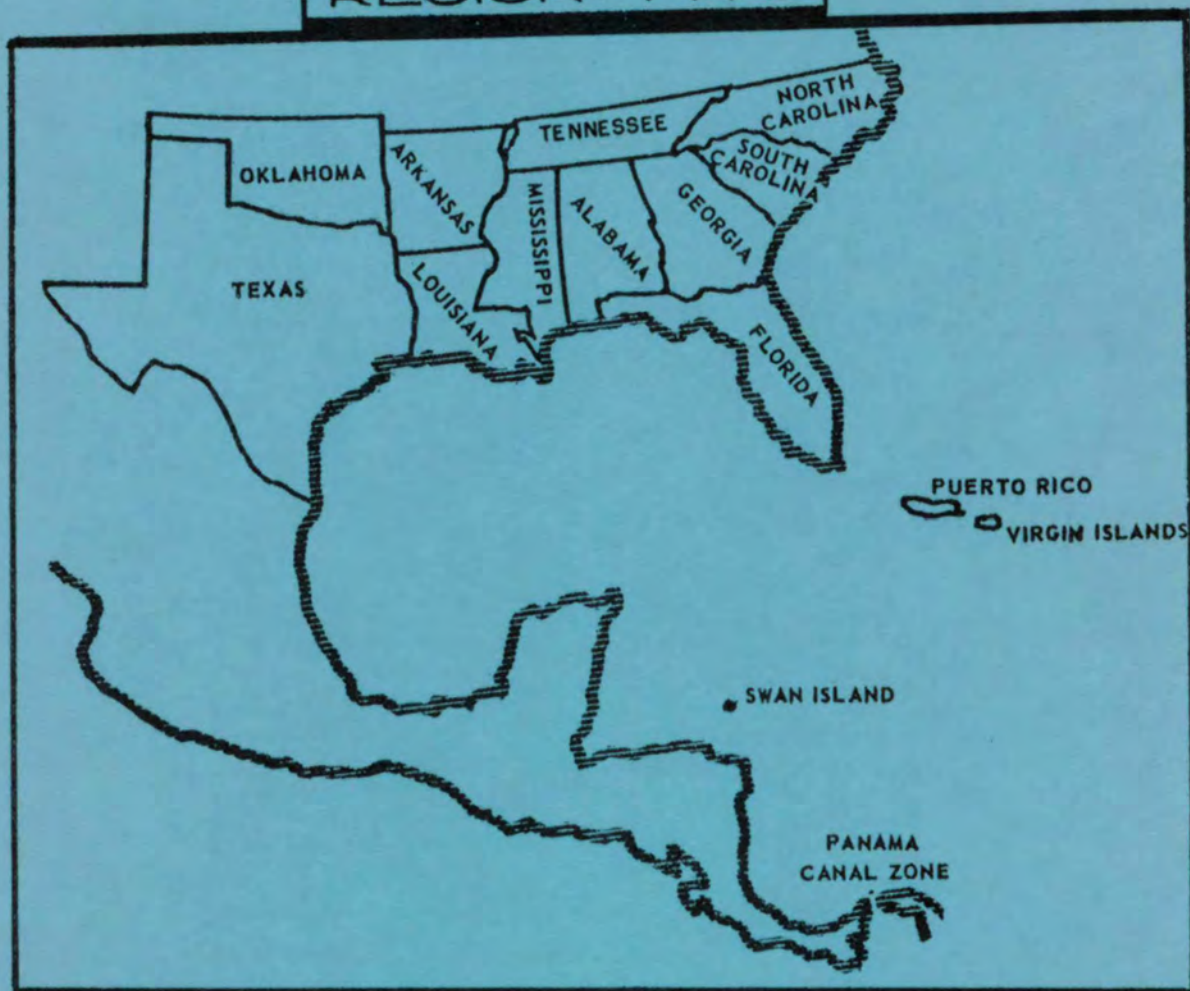 REGION
NORTH
CAROLINA
TENNESSEE
SOUTH
CAROLINA
OKLAHOMA
ARKANSAS
MISSISSIPPI
ALABAMA
GEORGIA
TEXAS
LOUISIANA
FLORIDA
PUERTO RICO
VIRGIN ISLANDS
SWAN ISLAND
PANAMA
CANAL ZONE